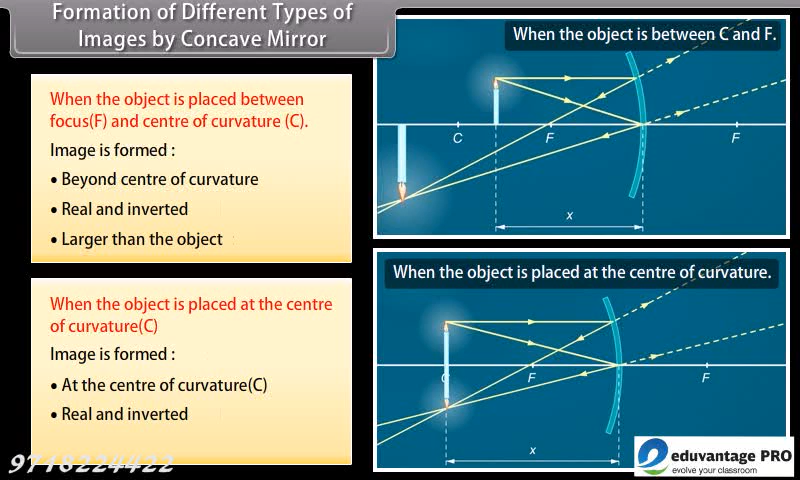 Formation of Different Types of
Images by Concave Mirror
When the object is placed between
focus(F) and centre of curvature (C).
Image is formed :
• Beyond centre of curvature
• Real and inverted
• Larger than the object
When the object is between C and F.
C
F
F
x
When the object is placed at the centre
of curvature(C)
Image is formed :
• At the centre of curvature(C)
• Real and inverted
When the object is placed at the centre of curvature.
C
F
F
x
9718224422
eduvantage PRO
evolve your classroom